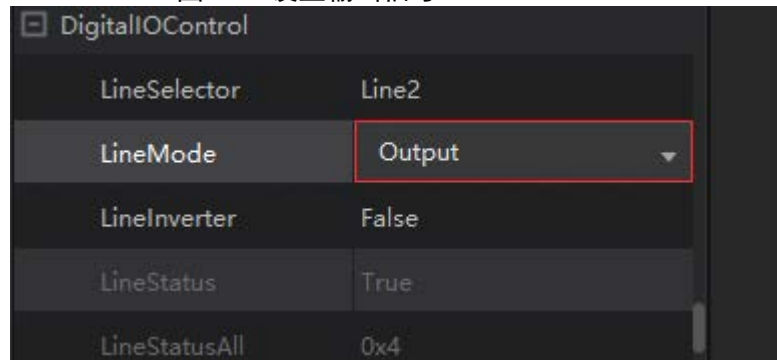 DigitalIOControl
LineSelector Line2
LineMode Output
LineInverter False
LineStatus True
LineStatusAll 0x4